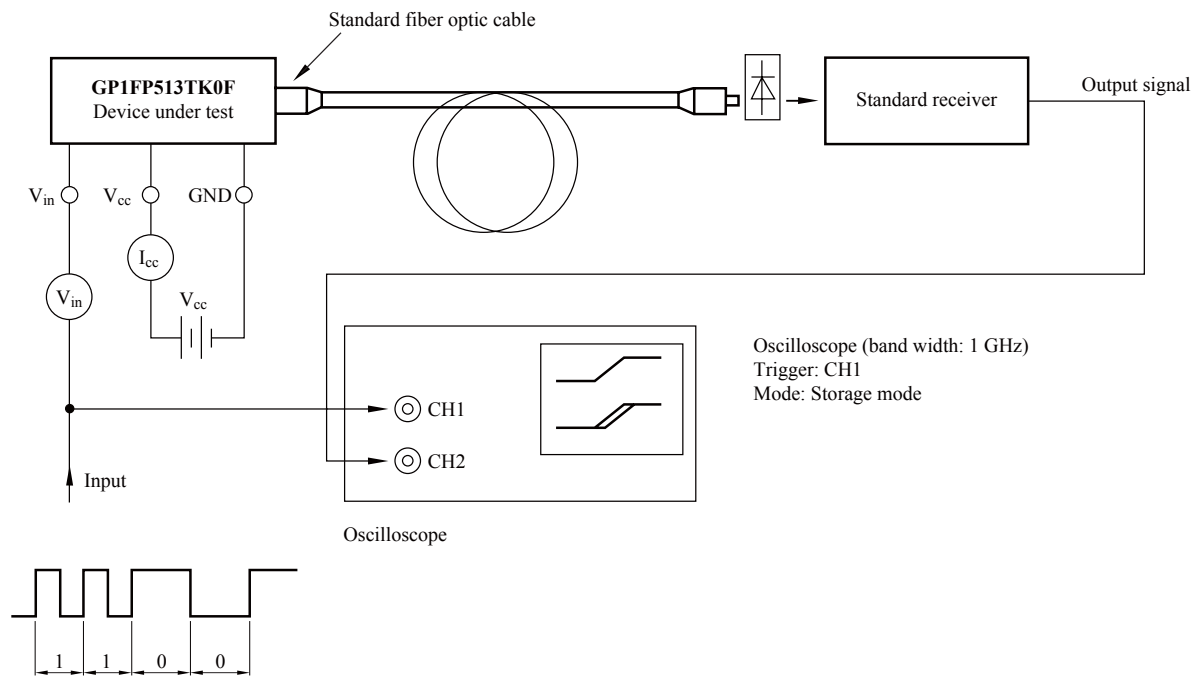 Standard fiber optic cable
GP1FP513TK0F
Device under test
Standard receiver
Output signal
Vin
Vcc
GND
Icc
Vin
Vcc
Oscilloscope (band width: 1 GHz)
Trigger: CH1
Mode: Storage mode
CH1
CH2
Input
Oscilloscope
1 1 0 0